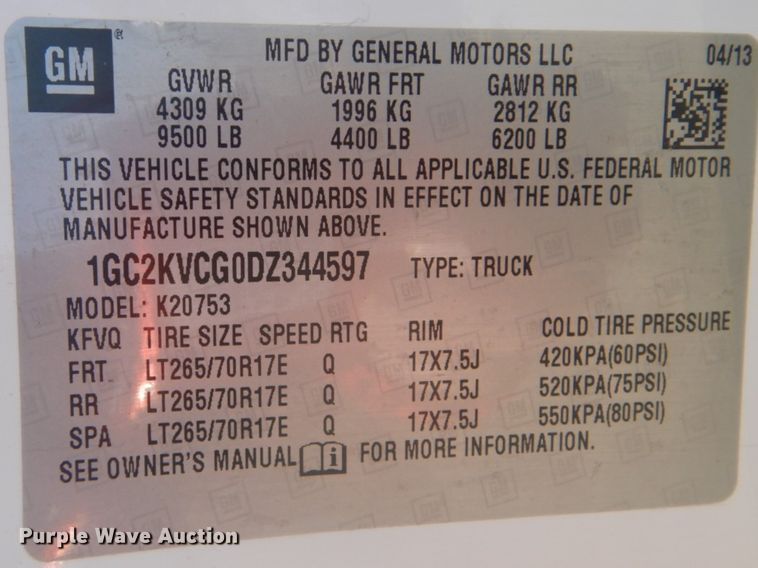 GM
MFD BY GENERAL MOTORS LLC 04/13
GVWR GAWR FRT GAWR RR
4309 KG 1996 KG 2812 KG
9500 LB 4400 LB 6200 LB
THIS VEHICLE CONFORMS TO ALL APPLICABLE U.S. FEDERAL MOTOR
VEHICLE SAFETY STANDARDS IN EFFECT ON THE DATE OF
MANUFACTURE SHOWN ABOVE.
1GC2KVCG0DZ344597 TYPE: TRUCK
MODEL: K20753
KFVQ TIRE SIZE SPEED RTG RIM COLD TIRE PRESSURE
FRT LT265/70R17E Q 17X7.5J 420KPA(60PSI)
RR LT265/70R17E Q 17X7.5J 520KPA(75PSI)
SPA LT265/70R17E Q 17X7.5J 550KPA(80PSI)
SEE OWNER'S MANUAL i FOR MORE INFORMATION.
Purple Wave Auction